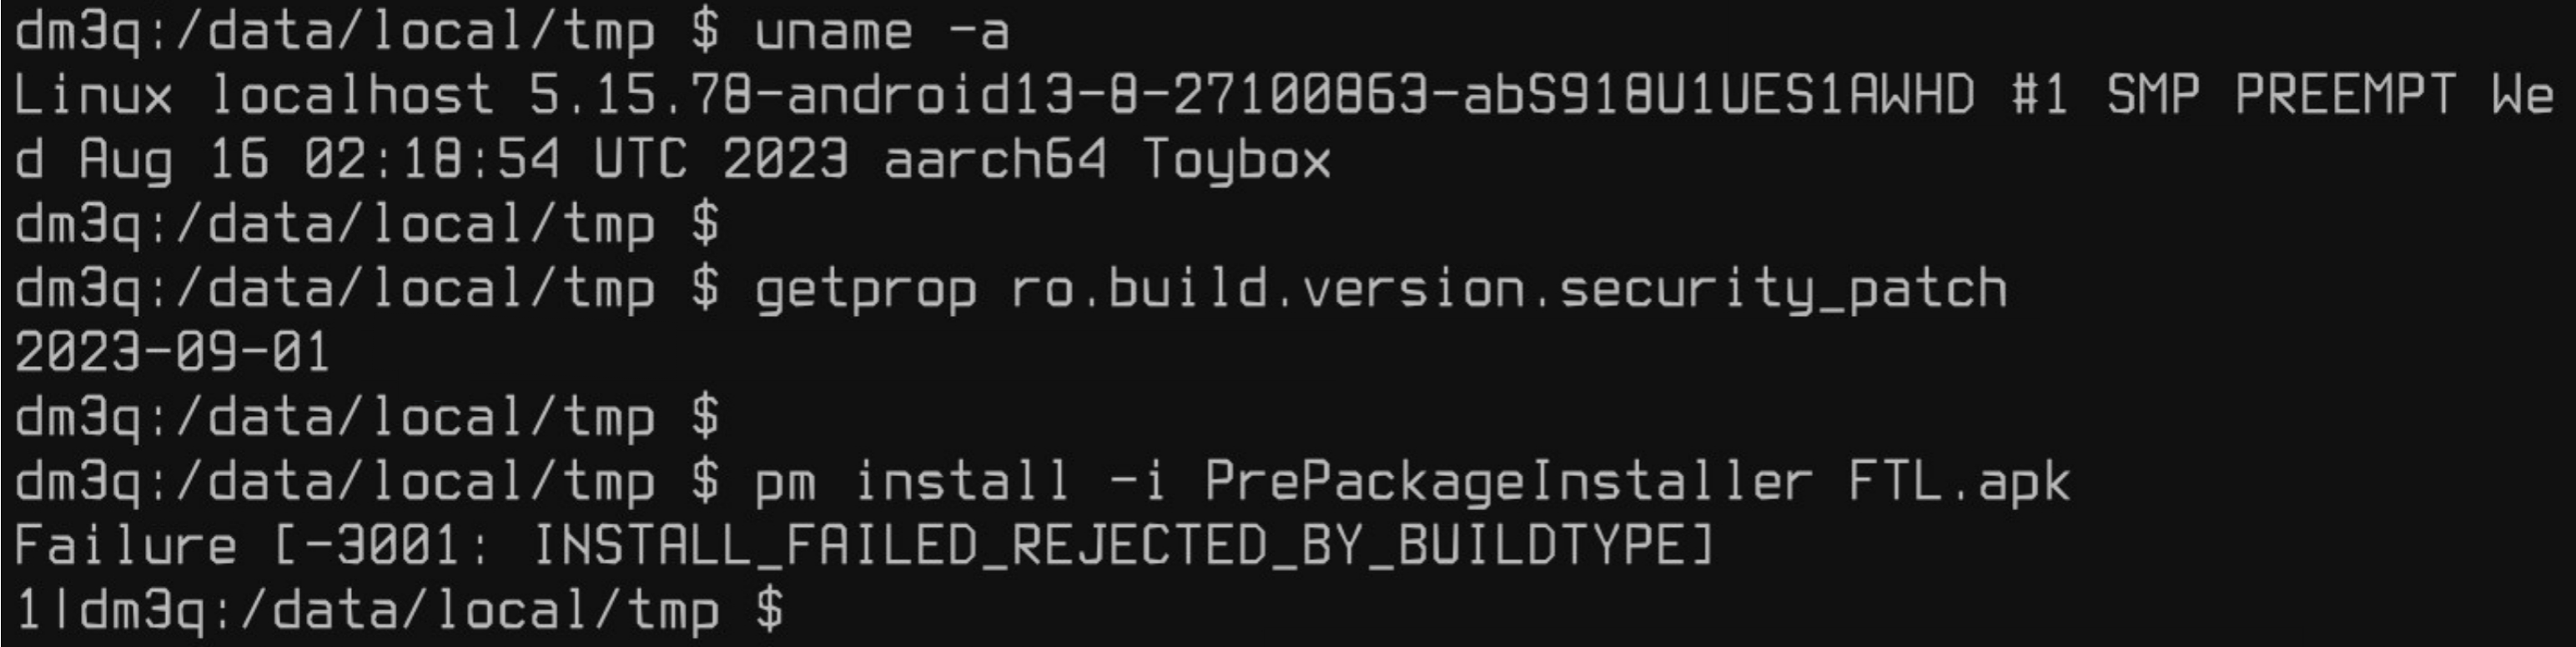 dm3q:/data/local/tmp $ uname -a
Linux localhost 5.15.78-android13-8-27100863-abS918U1UES1AWHD #1 SMP PREEMPT We
d Aug 16 02:18:54 UTC 2023 aarch64 Toybox
dm3q:/data/local/tmp $
dm3q:/data/local/tmp $ getprop ro.build.version.security_patch
2023-09-01
dm3q:/data/local/tmp $
dm3q:/data/local/tmp $ pm install -i PrePackageInstaller FTL.apk
Failure [-3001: INSTALL_FAILED_REJECTED_BY_BUILDTYPE]
1|dm3q:/data/local/tmp $